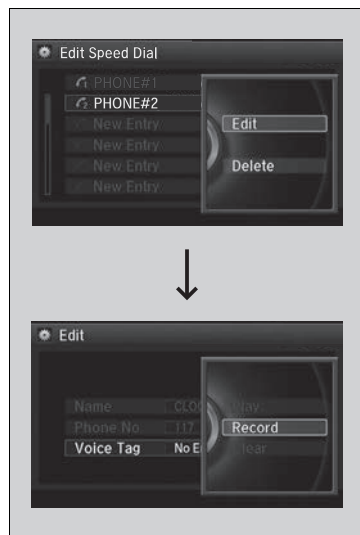 Edit Speed Dial
PHONE#1
PHONE#2
New Entry
New Entry
New Entry
New Entry
Edit
Delete
Edit
Name
Phone No.
117
Voice Tag
No E
Play
Record
Clear